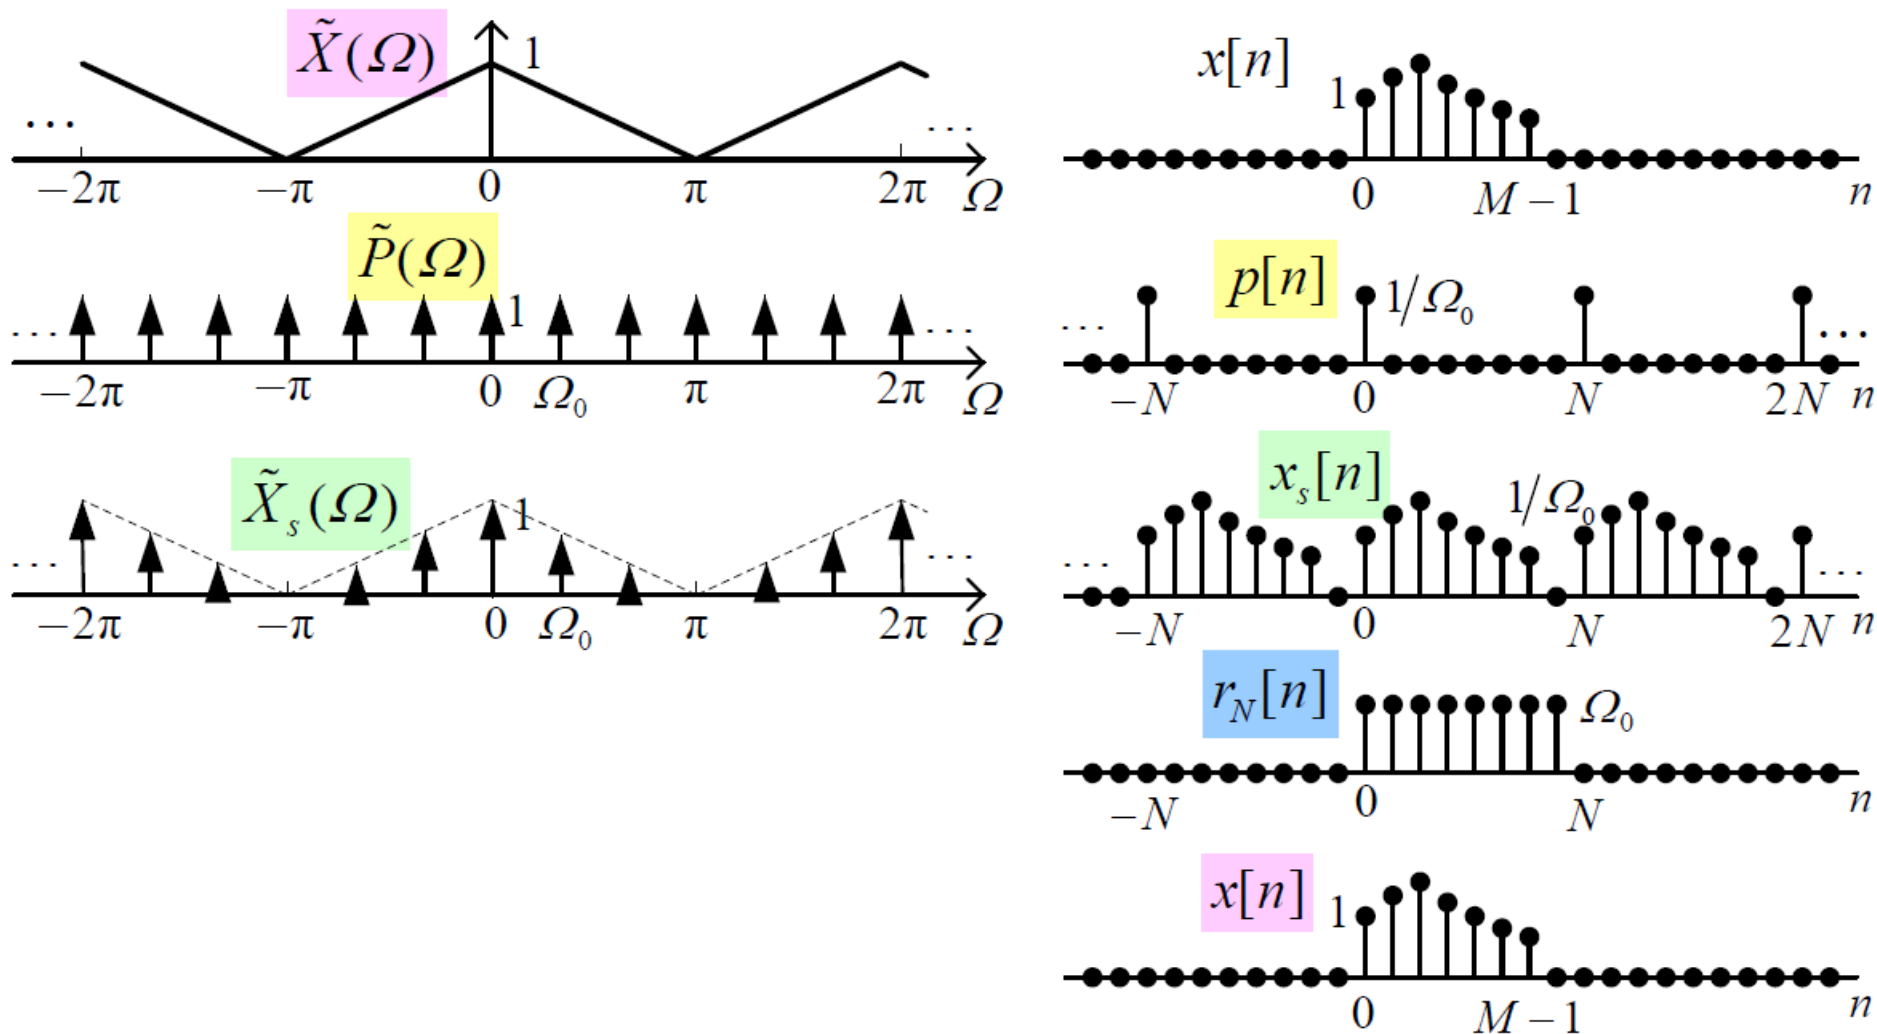 X̃(Ω)
1
... ...
−2π −π 0 π 2π Ω
P̃(Ω)
1
... ...
−2π −π 0 Ω₀ π 2π Ω
X̃ₛ(Ω)
1
... ...
−2π −π 0 Ω₀ π 2π Ω
x[n]
1
0 M−1 n
p[n]
1/Ω₀
... ...
−N 0 N 2N n
xₛ[n]
1/Ω₀
... ...
−N 0 N 2N n
r_N[n]
Ω₀
−N 0 N n
x[n]
1
0 M−1 n